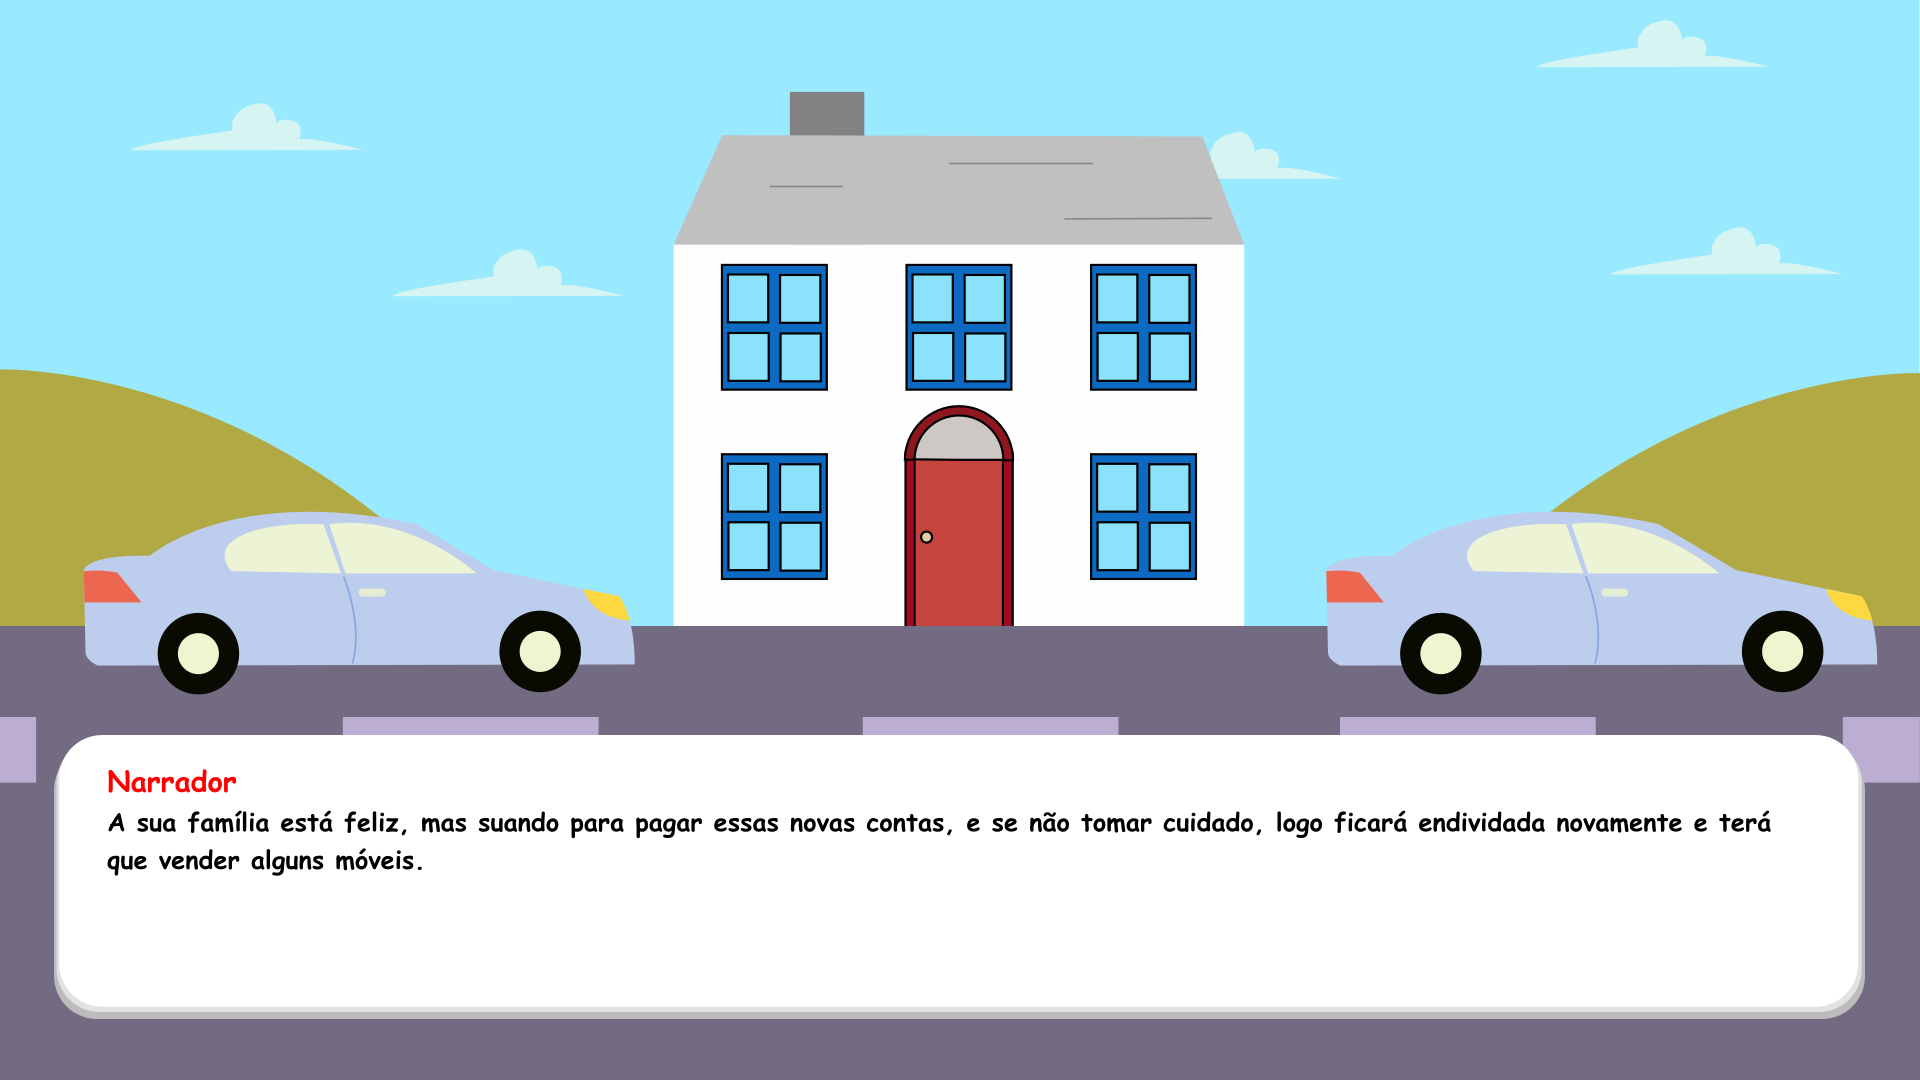 Narrador
A sua família está feliz, mas suando para pagar essas novas contas, e se não tomar cuidado, logo ficará endividada novamente e terá
que vender alguns móveis.